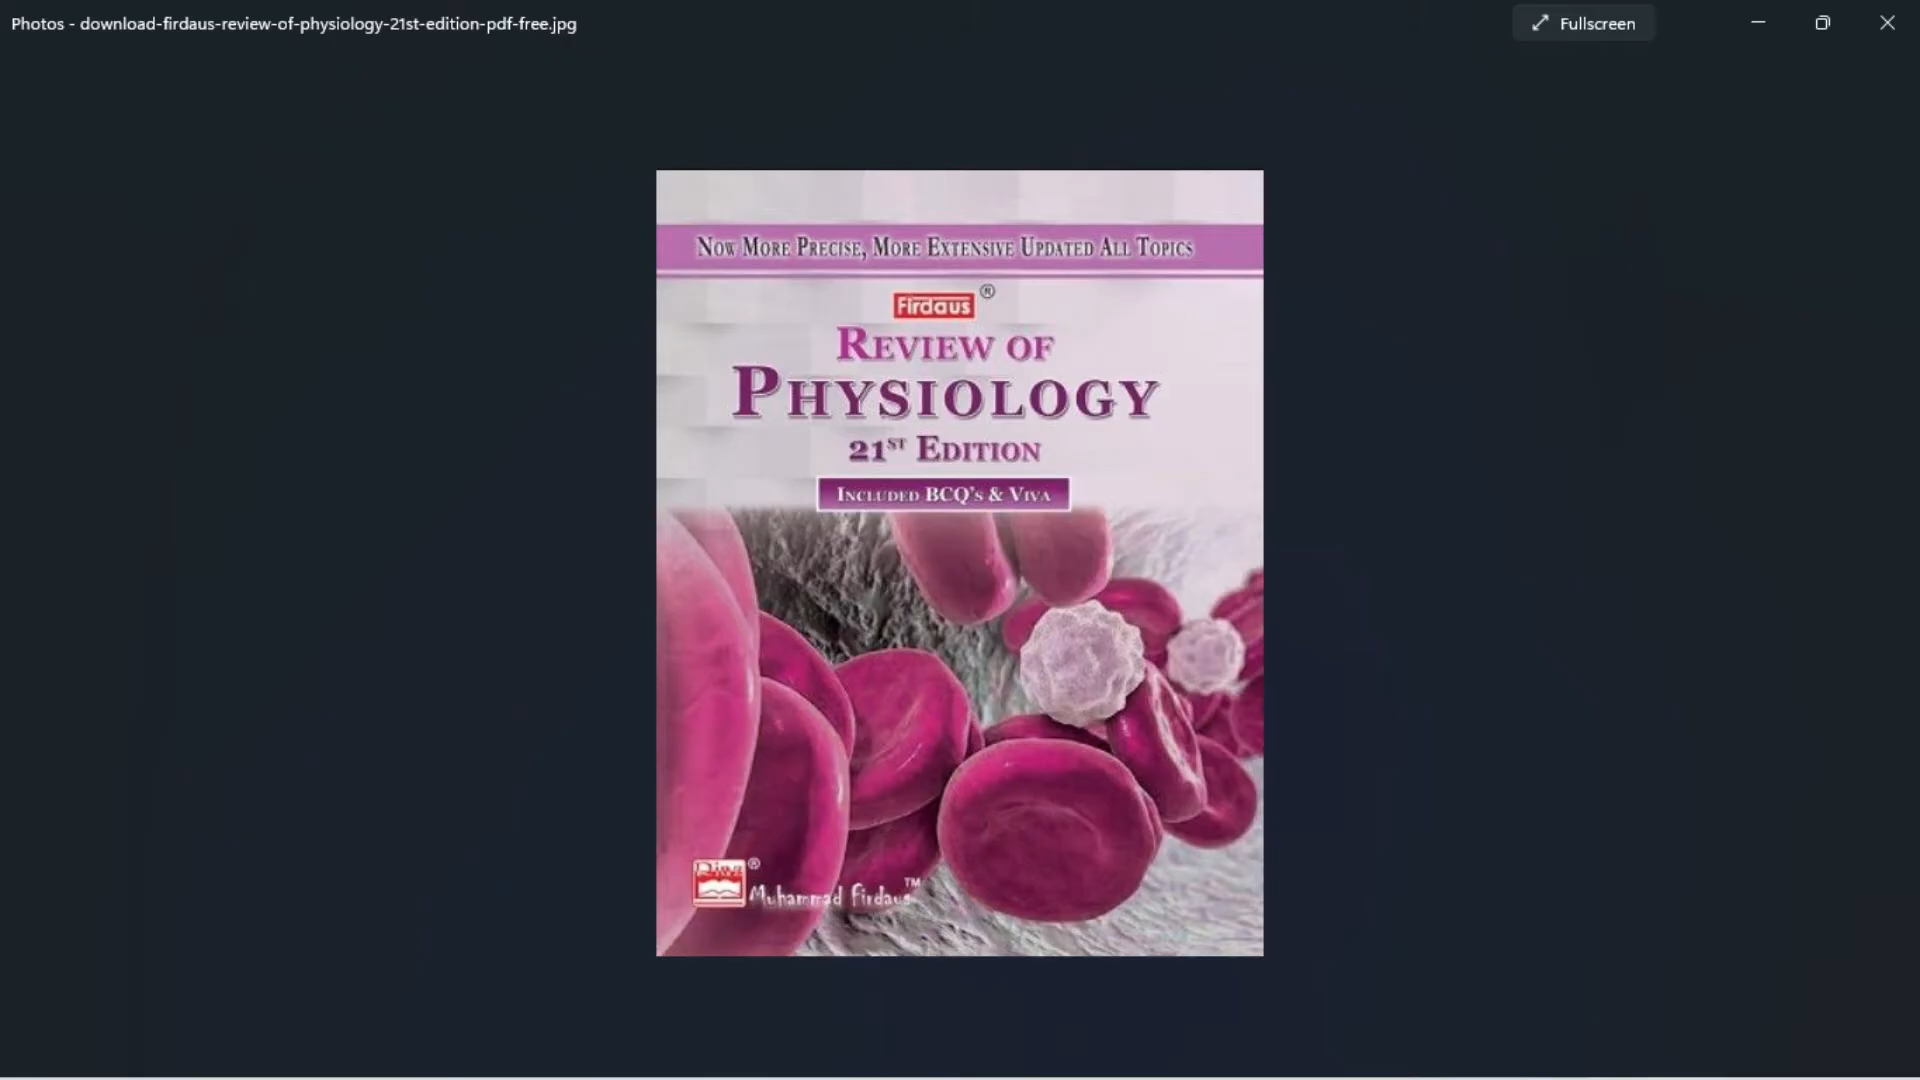 Photos - download-firdaus-review-of-physiology-21st-edition-pdf-free.jpg
Fullscreen
NOW MORE PRECISE, MORE EXTENSIVE UPDATED ALL TOPICS
Firdaus ®
REVIEW OF
PHYSIOLOGY
21ST EDITION
INCLUDED BCQ's & VIVA
®
Muhammad Firdaus™